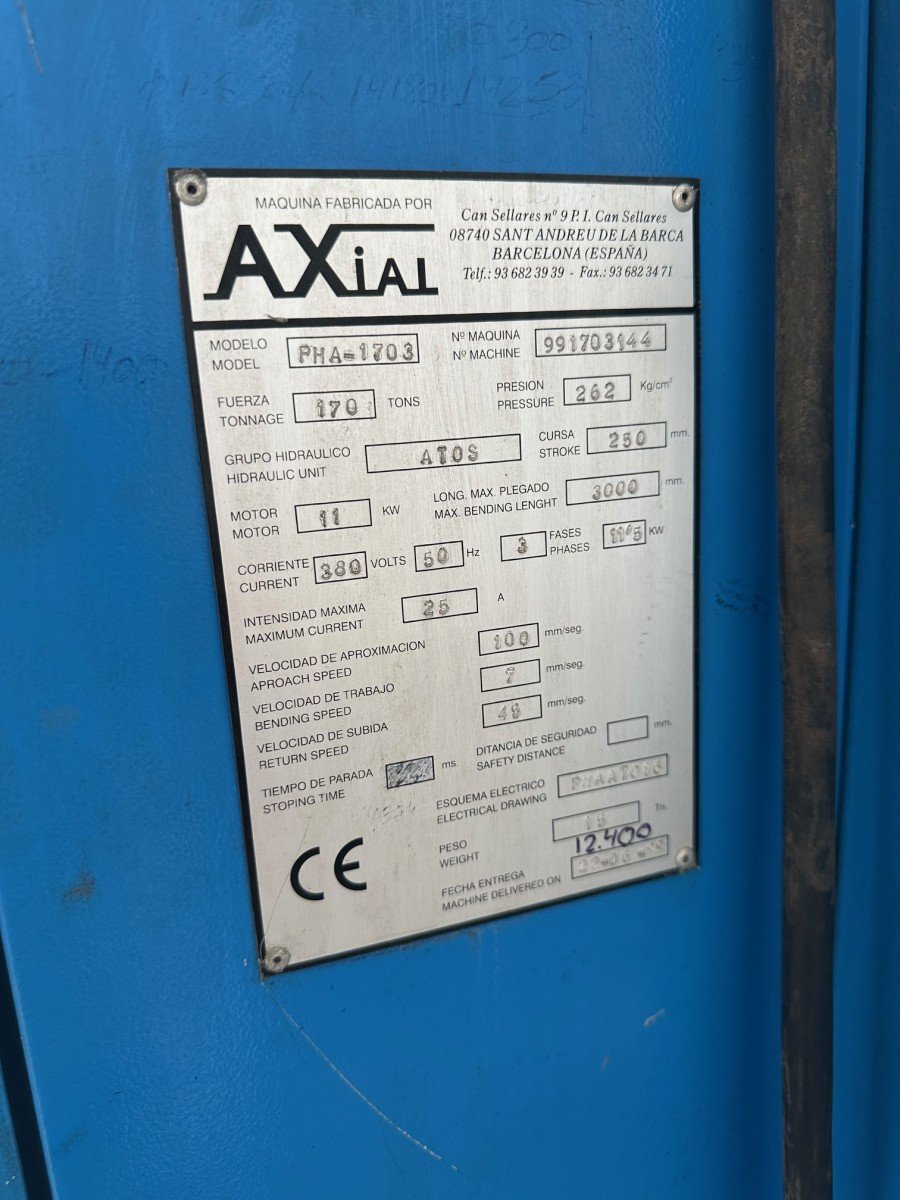 MAQUINA FABRICADA POR
AXiAL
Can Sellares nº 9 P. I. Can Sellares
08740 SANT ANDREU DE LA BARCA
BARCELONA (ESPAÑA)
Telf.: 93 682 39 39 - Fax.: 93 682 34 71
MODELO
MODEL
PHA-1703
Nº MAQUINA
Nº MACHINE
991703144
FUERZA
TONNAGE
170 TONS
PRESION
PRESSURE
262 Kg/cm²
GRUPO HIDRAULICO
HIDRAULIC UNIT
ATOS
CURSA
STROKE
250 mm.
MOTOR
MOTOR
11 KW
LONG. MAX. PLEGADO
MAX. BENDING LENGHT
3000 mm.
CORRIENTE
CURRENT
380 VOLTS 50 Hz
3 FASES
PHASES
11'5 KW
INTENSIDAD MAXIMA
MAXIMUM CURRENT
25 A
VELOCIDAD DE APROXIMACION
APROACH SPEED
100 mm/seg.
VELOCIDAD DE TRABAJO
BENDING SPEED
7 mm/seg.
VELOCIDAD DE SUBIDA
RETURN SPEED
48 mm/seg.
TIEMPO DE PARADA
STOPING TIME
ms.
DITANCIA DE SEGURIDAD
SAFETY DISTANCE
mm.
ESQUEMA ELECTRICO
ELECTRICAL DRAWING
PESO
WEIGHT
Tn.
12.400
FECHA ENTREGA
MACHINE DELIVERED ON
CE